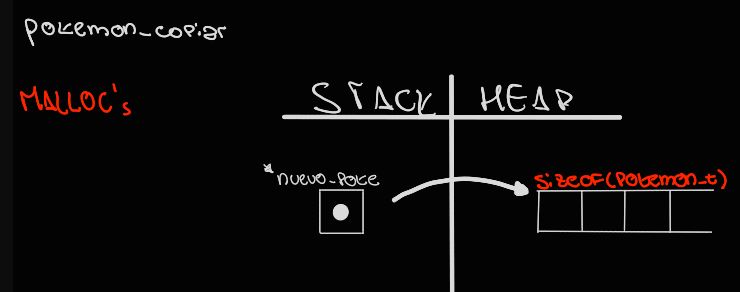 pokemon_copiar
MALLOC's
STACK HEAP
*nuevo_poke
sizeof(pokemon_t)